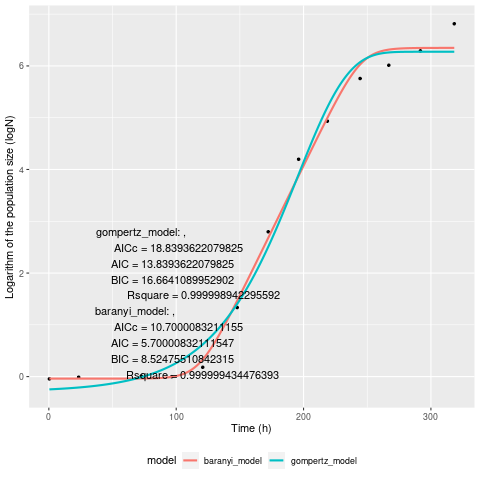 Logarithm of the population size (logN)
6
4
2
0
gompertz_model: ,
AICc = 18.8393622079825
AIC = 13.8393622079825
BIC = 16.6641089952902
Rsquare = 0.999998942295592
baranyi_model: ,
AICc = 10.7000083211155
AIC = 5.70000832111547
BIC = 8.52475510842315
Rsquare = 0.999999434476393
0 100 200 300
Time (h)
model baranyi_model gompertz_model